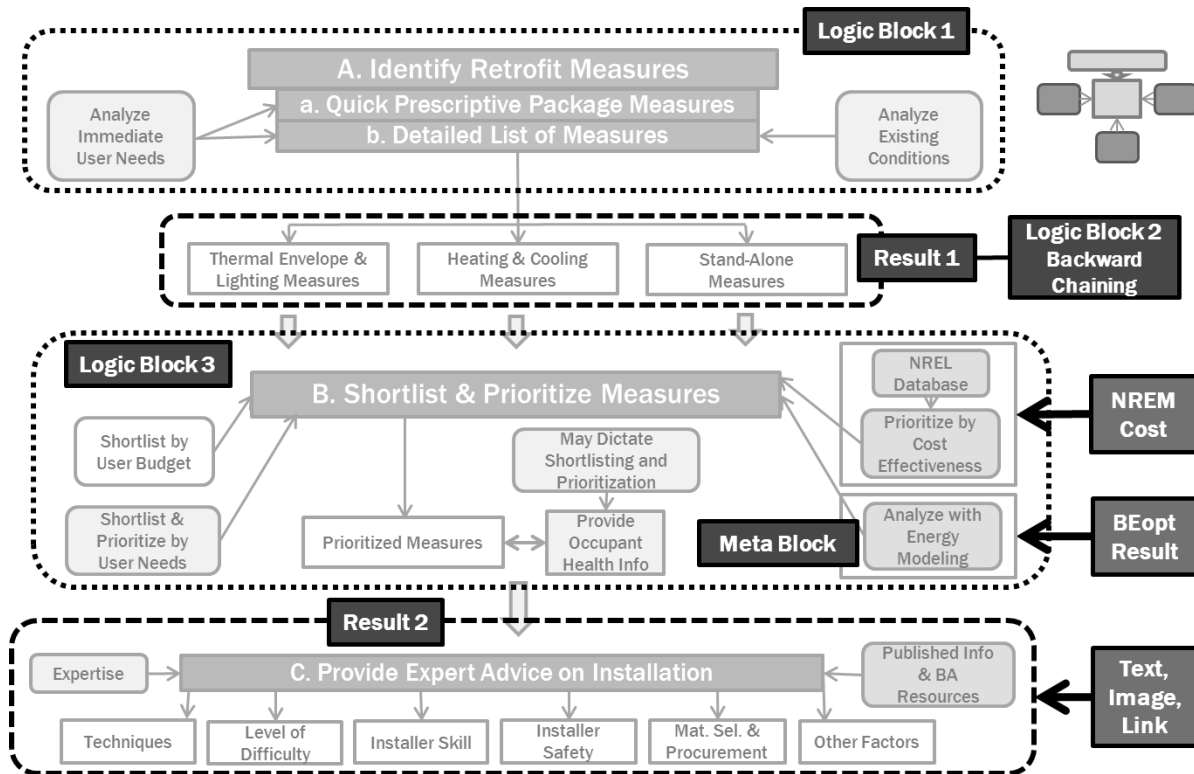 Logic Block 1
A. Identify Retrofit Measures
a. Quick Prescriptive Package Measures
b. Detailed List of Measures
Analyze
Immediate
User Needs
Analyze
Existing
Conditions
Thermal Envelope &
Lighting Measures
Heating & Cooling
Measures
Stand-Alone
Measures
Result 1
Logic Block 2
Backward
Chaining
Logic Block 3
B. Shortlist & Prioritize Measures
NREL
Database
Prioritize by
Cost
Effectiveness
NREM
Cost
Shortlist by
User Budget
May Dictate
Shortlisting and
Prioritization
Shortlist &
Prioritize by
User Needs
Prioritized Measures
Provide
Occupant
Health Info
Meta Block
Analyze with
Energy
Modeling
BEopt
Result
Result 2
C. Provide Expert Advice on Installation
Expertise
Published Info
& BA
Resources
Text,
Image,
Link
Techniques
Level of
Difficulty
Installer Skill
Installer
Safety
Mat. Sel. &
Procurement
Other Factors